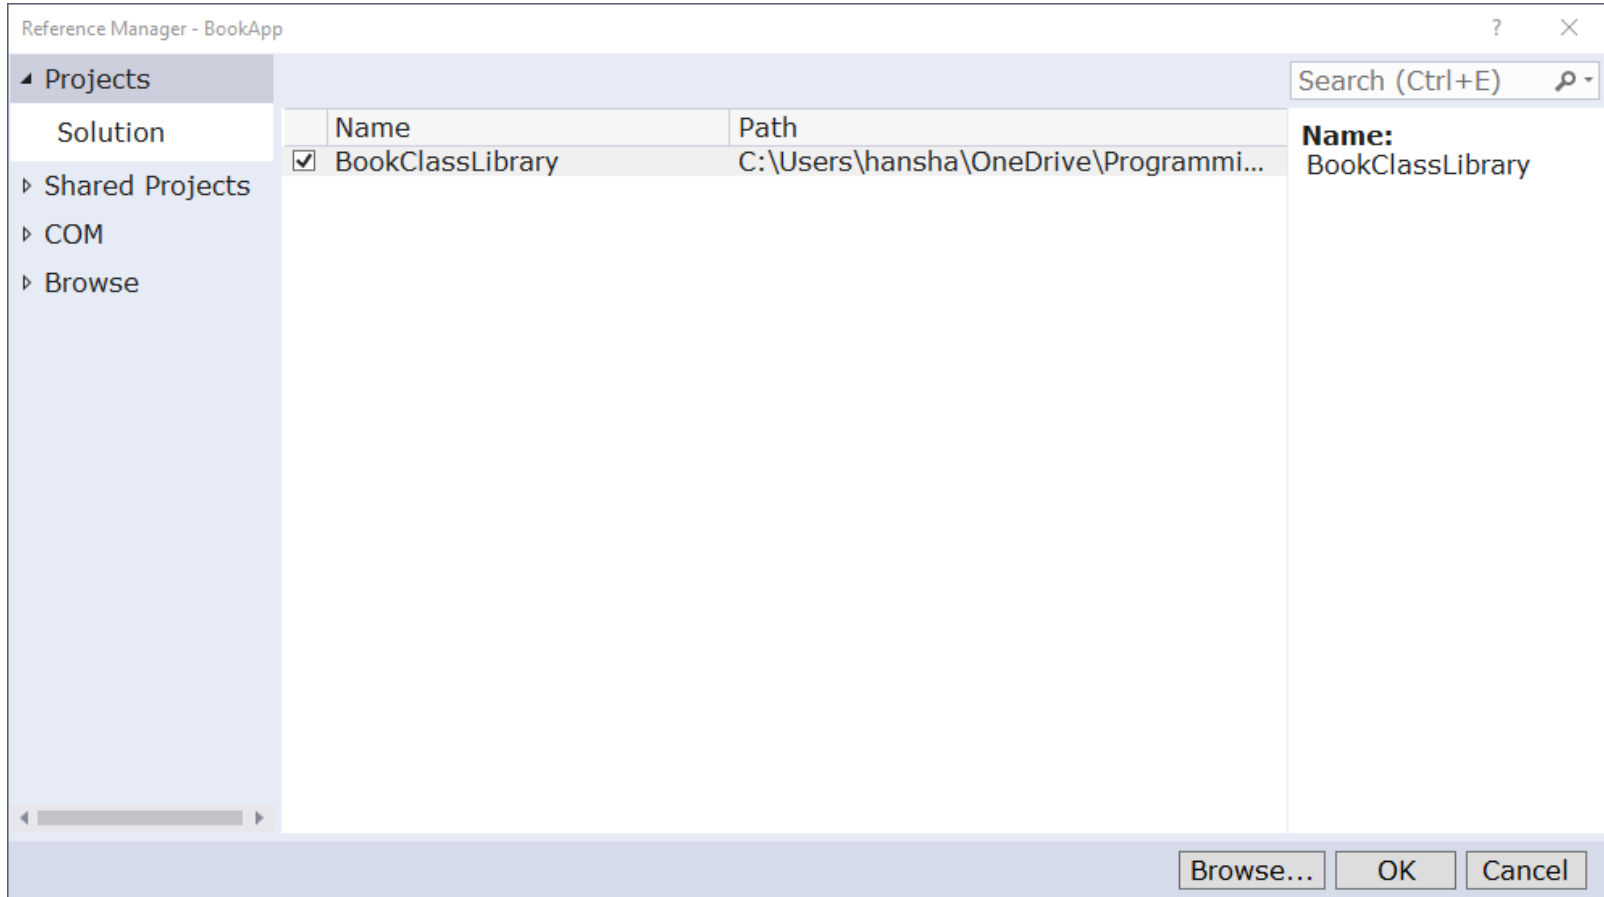 Reference Manager - BookApp
?
Projects
Search (Ctrl+E)
Solution
Shared Projects
COM
Browse
Name Path
BookClassLibrary C:\Users\hansha\OneDrive\Programmi...
Name:
BookClassLibrary
Browse... OK Cancel